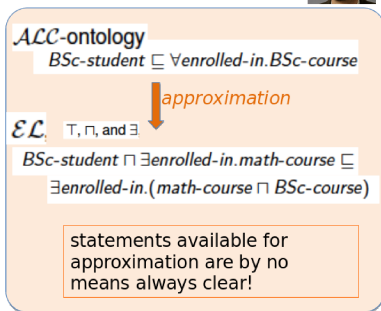 ALC-ontology
BSc-student ⊑ ∀enrolled-in.BSc-course
approximation
EL, ⊤, ⊓, and ∃
BSc-student ⊓ ∃enrolled-in.math-course ⊑
∃enrolled-in.(math-course ⊓ BSc-course)
statements available for
approximation are by no
means always clear!